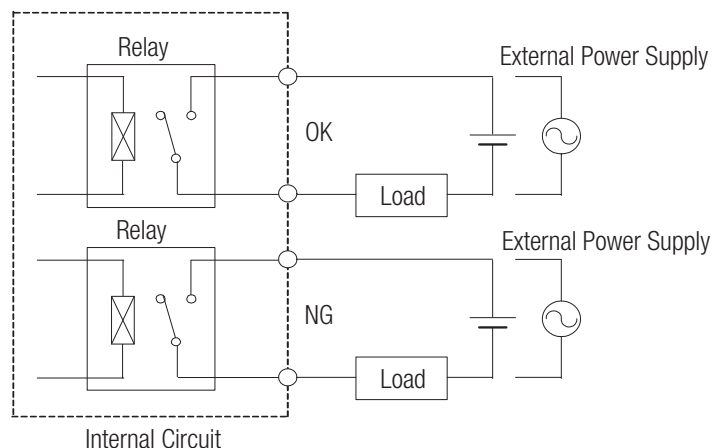 Relay
External Power Supply
OK
Load
Relay
External Power Supply
NG
Load
Internal Circuit